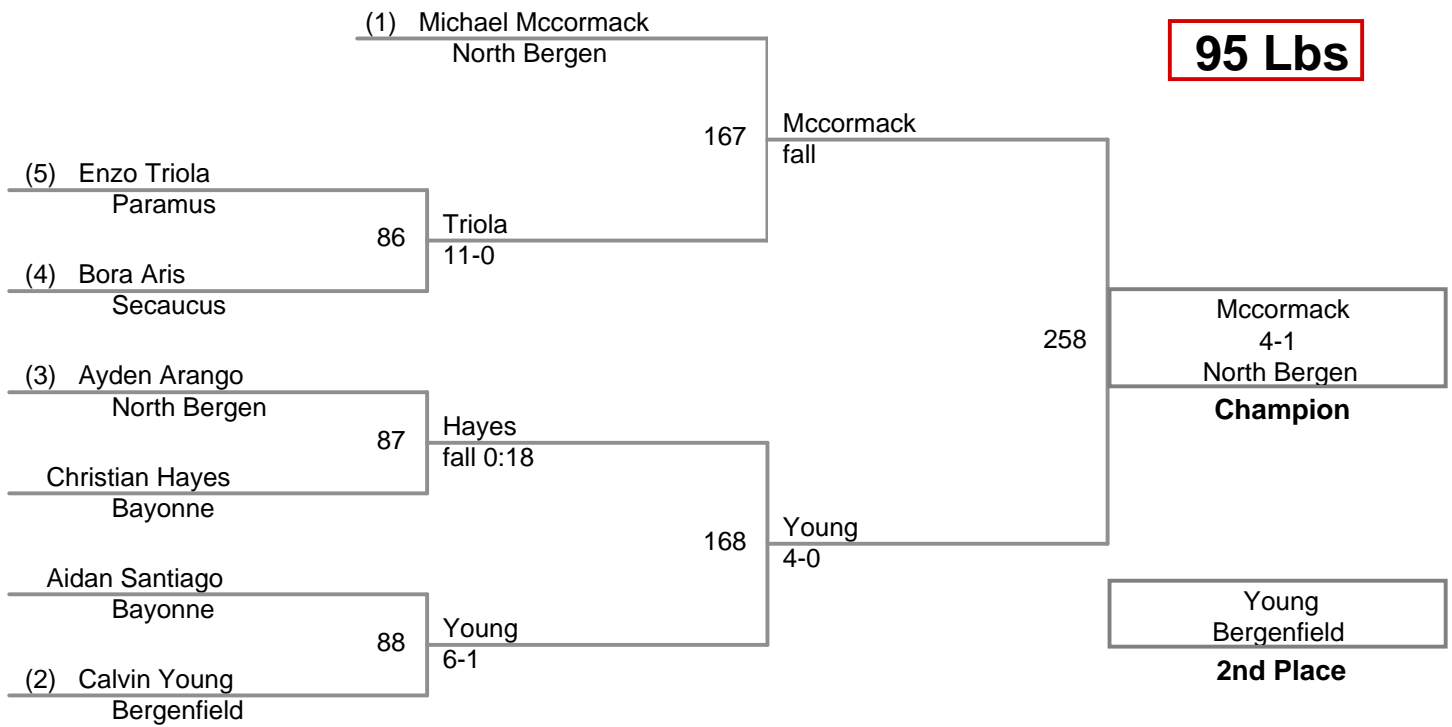 (1) Michael Mccormack
North Bergen
95 Lbs
167
Mccormack
fall
(5) Enzo Triola
Paramus
86
Triola
11-0
(4) Bora Aris
Secaucus
258
Mccormack
4-1
North Bergen
Champion
(3) Ayden Arango
North Bergen
87
Hayes
fall 0:18
Christian Hayes
Bayonne
168
Young
4-0
Aidan Santiago
Bayonne
88
Young
6-1
(2) Calvin Young
Bergenfield
Young
Bergenfield
2nd Place